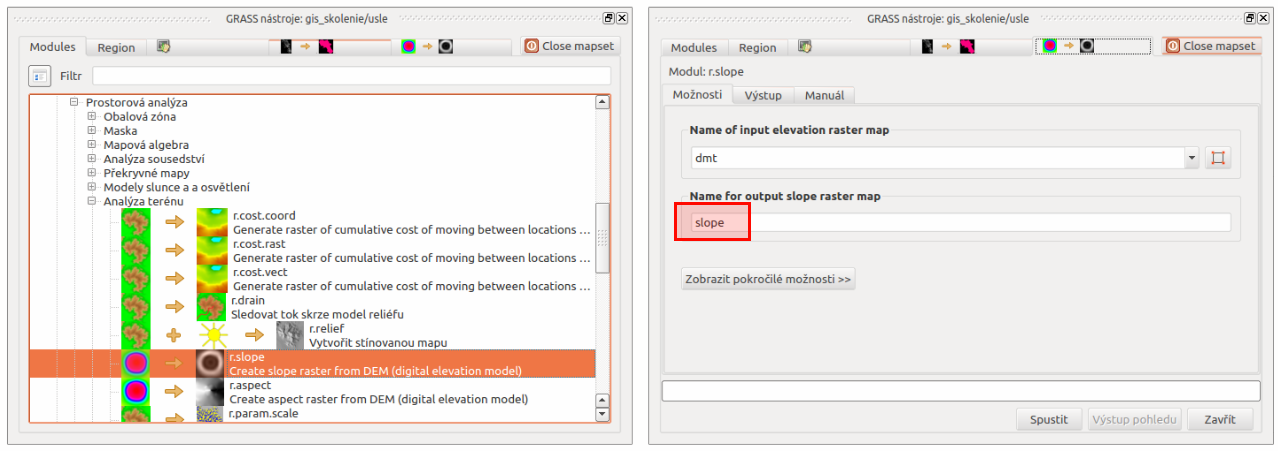 GRASS nástroje: gis_skolenie/usle
Modules
Region
Close mapset
Filtr
Prostorová analýza
Obalová zóna
Maska
Mapová algebra
Analýza sousedství
Překryvné mapy
Modely slunce a a osvětlení
Analýza terénu
r.cost.coord
Generate raster of cumulative cost of moving between locations ...
r.cost.rast
Generate raster of cumulative cost of moving between locations ...
r.cost.vect
Generate raster of cumulative cost of moving between locations ...
r.drain
Sledovat tok skrze model reliéfu
r.relief
Vytvořit stínovanou mapu
r.slope
Create slope raster from DEM (digital elevation model)
r.aspect
Create aspect raster from DEM (digital elevation model)
r.param.scale
GRASS nástroje: gis_skolenie/usle
Modules
Region
Close mapset
Modul: r.slope
Možnosti
Výstup
Manuál
Name of input elevation raster map
dmt
Name for output slope raster map
slope
Zobrazit pokročilé možnosti >>
Spustit
Výstup pohledu
Zavřít